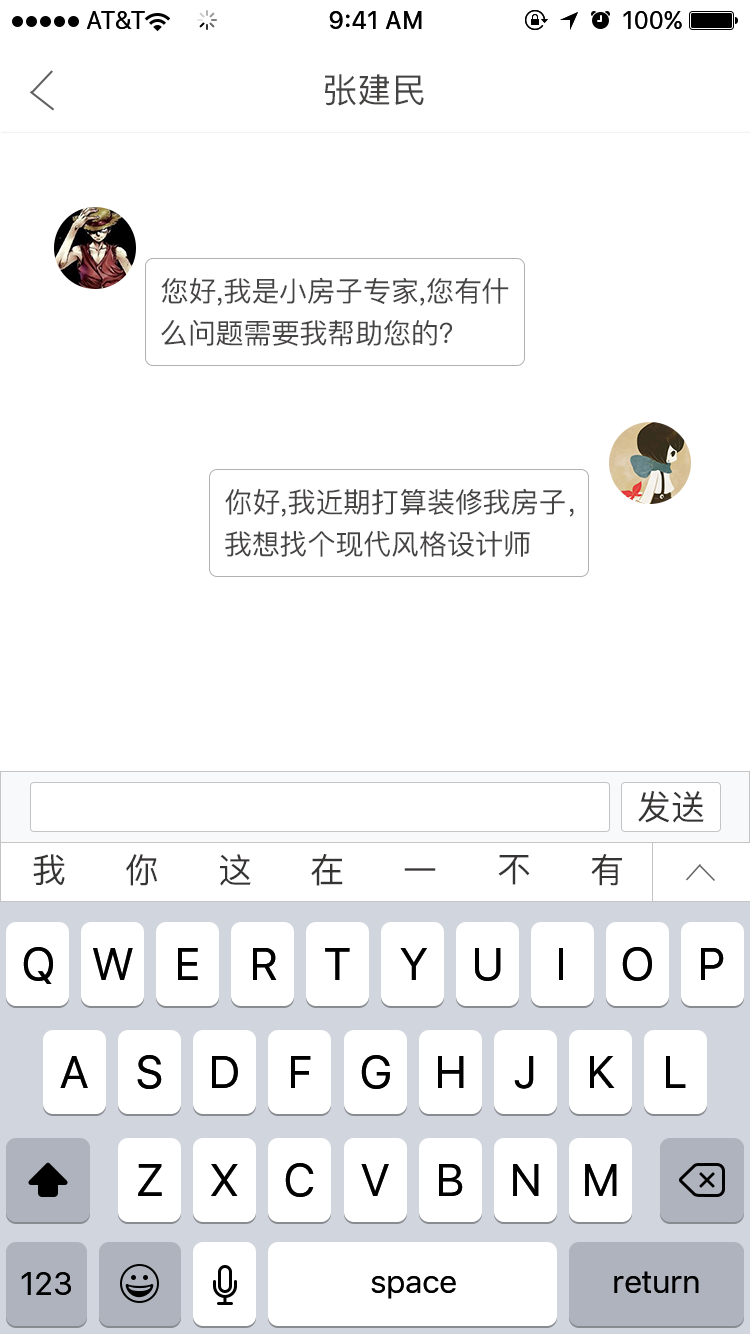 AT&T 9:41 AM 100%
张建民
您好,我是小房子专家,您有什
么问题需要我帮助您的?
你好,我近期打算装修我房子,
我想找个现代风格设计师
发送
我 你 这 在 一 不 有
Q W E R T Y U I O P
A S D F G H J K L
Z X C V B N M
123 space return